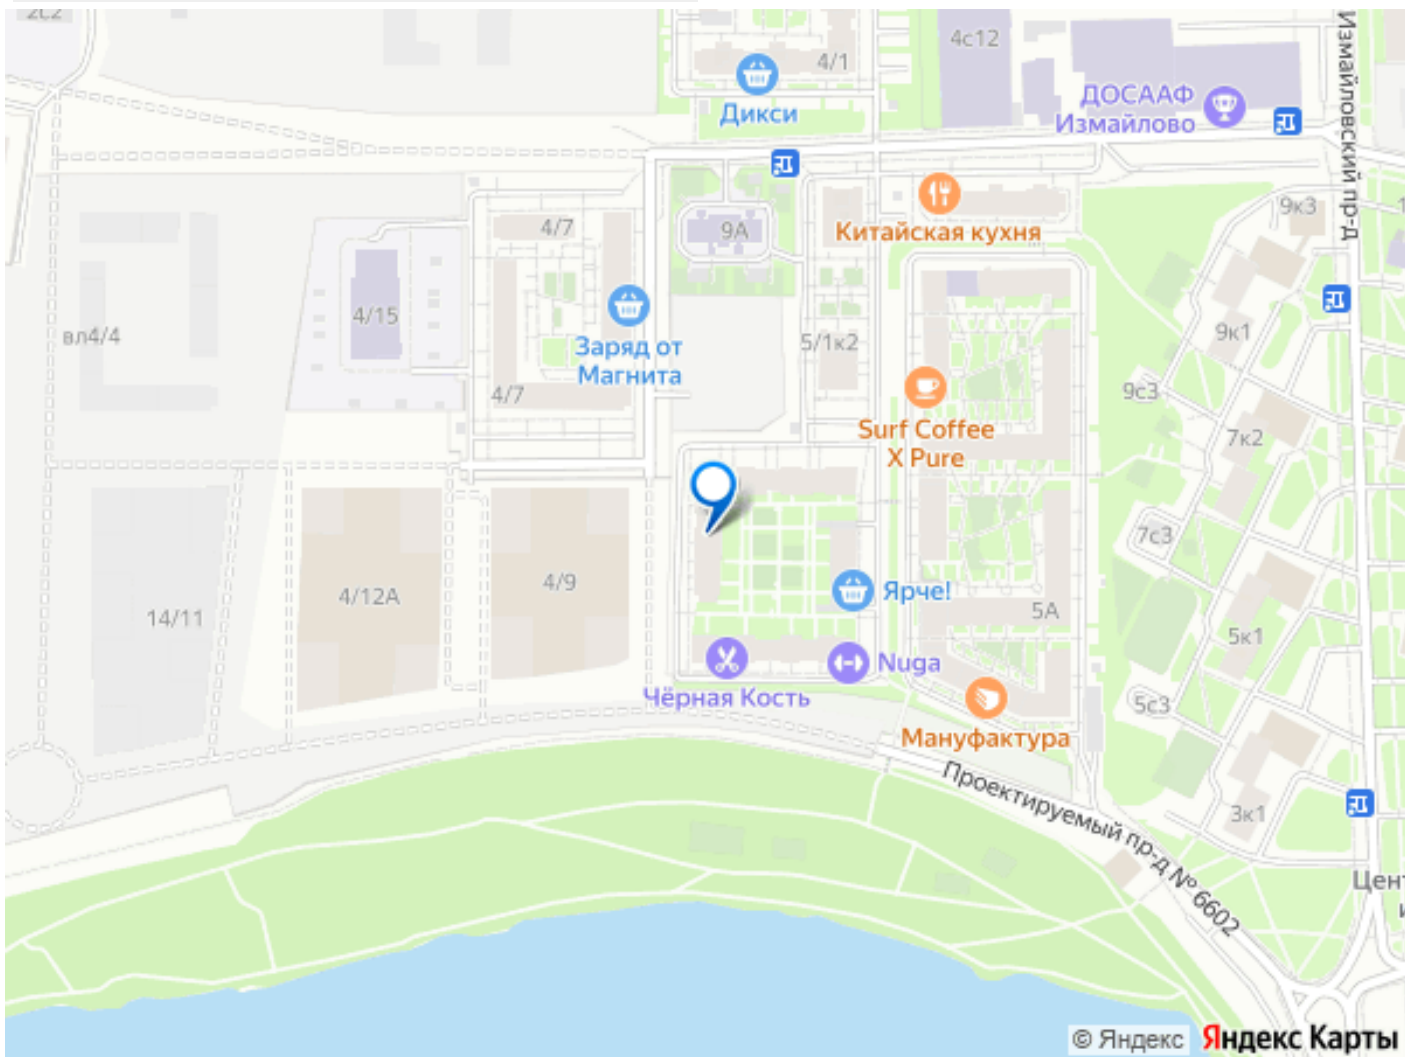 2с2
4/1
4с12
Дикси
ДОСААФ
Измайлово
Измайловский пр-д
4/7
9А
Китайская кухня
9к3
4/15
вл4/4
Заряд от
Магнита
5/1к2
9к1
4/7
9с3
Surf Coffee
X Pure
7к2
7с3
4/12А
4/9
14/11
Ярче!
5А
5к1
Nuga
Чёрная Кость
5с3
Мануфактура
Проектируемый пр-д № 6602
3к1
© Яндекс
Яндекс Карты